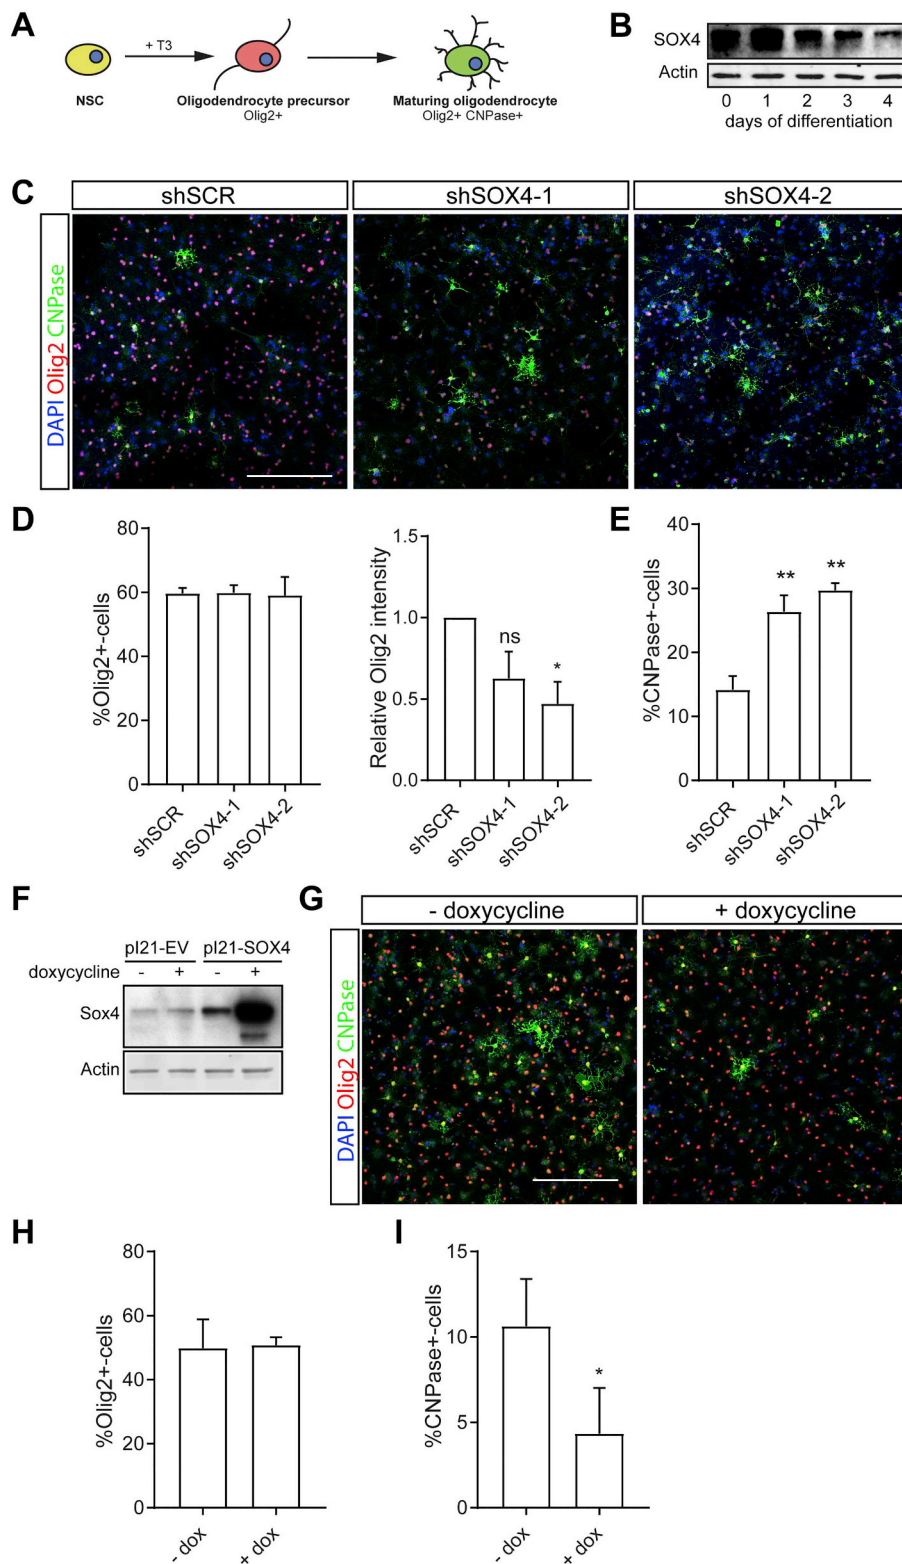 A
+ T3
NSC
Oligodendrocyte precursor
Olig2+
Maturing oligodendrocyte
Olig2+ CNPase+
B
SOX4
Actin
0 1 2 3 4
days of differentiation
C
shSCR
shSOX4-1
shSOX4-2
DAPI Olig2 CNPase
D
%Olig2+-cells
80
60
40
20
0
shSCR
shSOX4-1
shSOX4-2
Relative Olig2 intensity
1.5
1.0
0.5
0.0
ns
*
shSCR
shSOX4-1
shSOX4-2
E
%CNPase+-cells
40
30
20
10
0
**
**
shSCR
shSOX4-1
shSOX4-2
F
pI21-EV pI21-SOX4
doxycycline - + - +
Sox4
Actin
G
- doxycycline
+ doxycycline
DAPI Olig2 CNPase
H
%Olig2+-cells
80
60
40
20
0
- dox
+ dox
I
%CNPase+-cells
15
10
5
0
*
- dox
+ dox